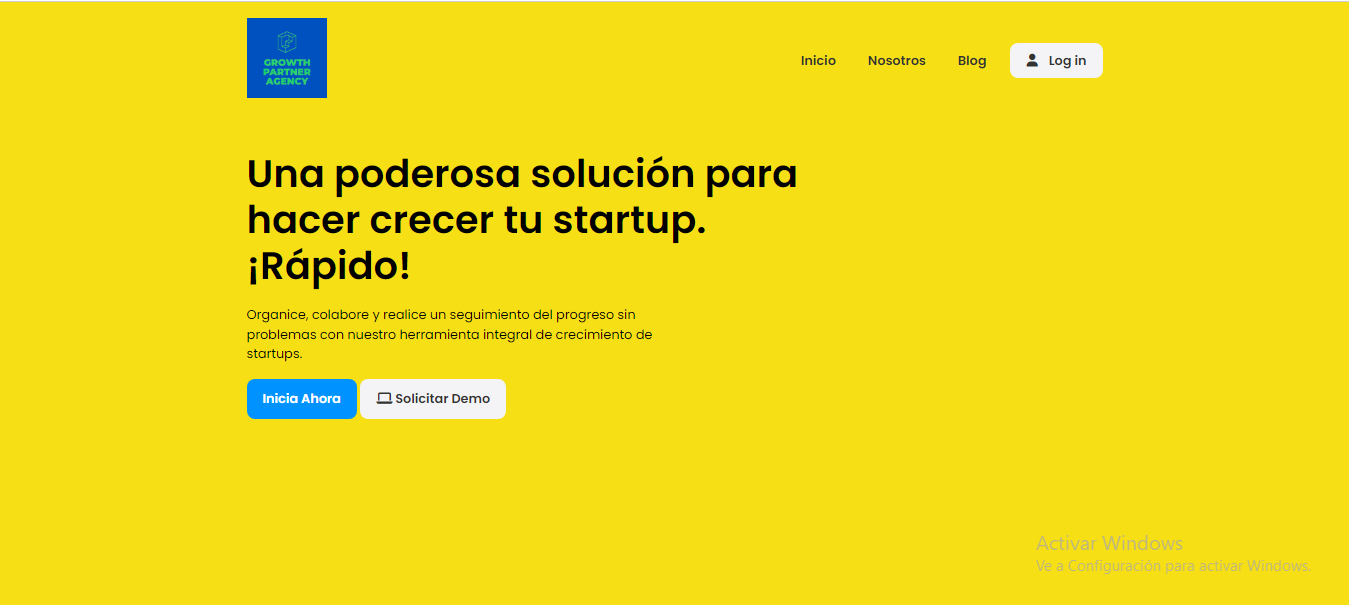 GROWTH
PARTNER
AGENCY
Inicio
Nosotros
Blog
Log in
Una poderosa solución para
hacer crecer tu startup.
¡Rápido!
Organice, colabore y realice un seguimiento del progreso sin
problemas con nuestro herramienta integral de crecimiento de
startups.
Inicia Ahora
Solicitar Demo
Activar Windows
Ve a Configuración para activar Windows.